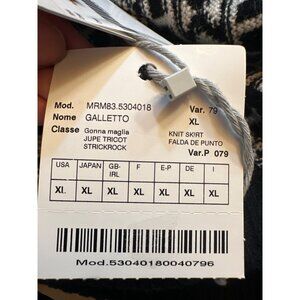 Mod. MRM83.5304018 Var. 79
Nome GALLETTO XL
Classe Gonna maglia KNIT SKIRT
JUPE TRICOT FALDA DE PUNTO
STRICKROCK Var.P 079
USA JAPAN GB-IRL F E-P DE I
XL XL XL XL XL XL XL
Mod.53040180040796